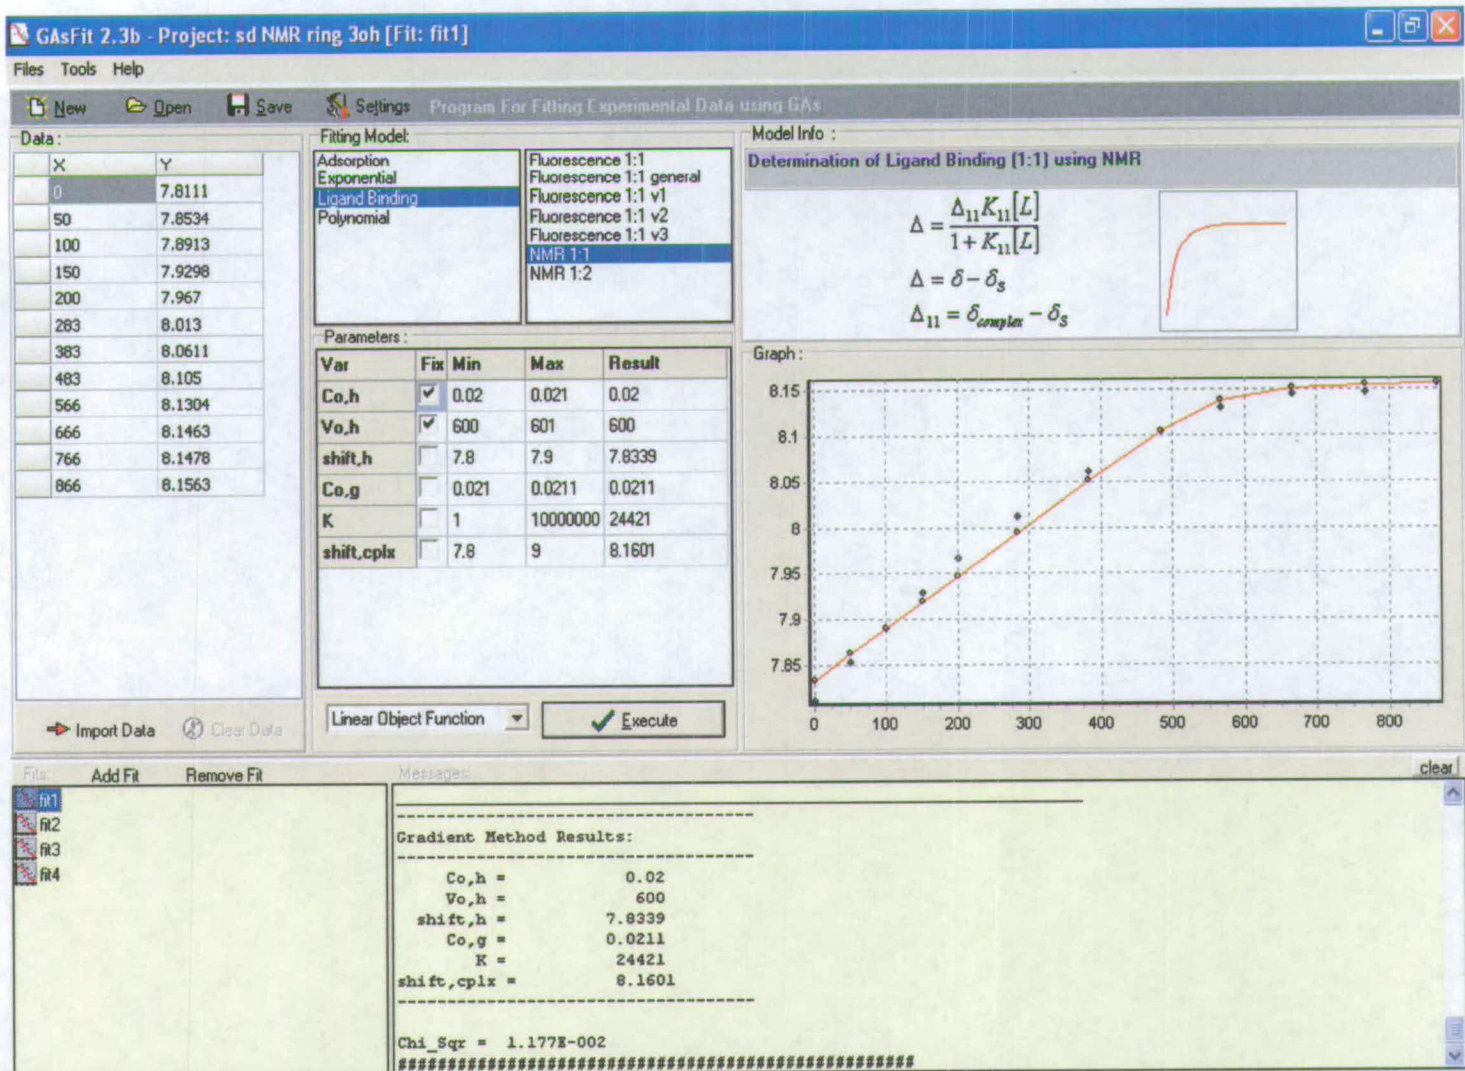 GAsFit 2.3b - Project: sd NMR ring 3oh [Fit: fit1]
Files Tools Help
New Open Save Settings Program For Fitting Experimental Data using GAs
Data :
X Y
0 7.8111
50 7.8534
100 7.8913
150 7.9298
200 7.967
283 8.013
383 8.0611
483 8.105
566 8.1304
666 8.1463
766 8.1478
866 8.1563
Import Data Clear Data
Fitting Model:
Adsorption
Exponential
Ligand Binding
Polynomial
Fluorescence 1:1
Fluorescence 1:1 general
Fluorescence 1:1 v1
Fluorescence 1:1 v2
Fluorescence 1:1 v3
NMR 1:1
NMR 1:2
Parameters :
Var Fix Min Max Result
Co,h 0.02 0.021 0.02
Vo,h 600 601 600
shift,h 7.8 7.9 7.8339
Co,g 0.021 0.0211 0.0211
K 1 10000000 24421
shift,cplx 7.8 9 8.1601
Linear Object Function Execute
Model Info :
Determination of Ligand Binding (1:1) using NMR
Δ = Δ₁₁K₁₁[L] / 1 + K₁₁[L]
Δ = δ − δ_S
Δ₁₁ = δ_complex − δ_S
Graph :
8.15
8.1
8.05
8
7.95
7.9
7.85
0 100 200 300 400 500 600 700 800
Fits: Add Fit Remove Fit
fit1
fit2
fit3
fit4
Messages: clear
Gradient Method Results:
Co,h = 0.02
Vo,h = 600
shift,h = 7.8339
Co,g = 0.0211
K = 24421
shift,cplx = 8.1601
Chi_Sqr = 1.177E-002
####################################################